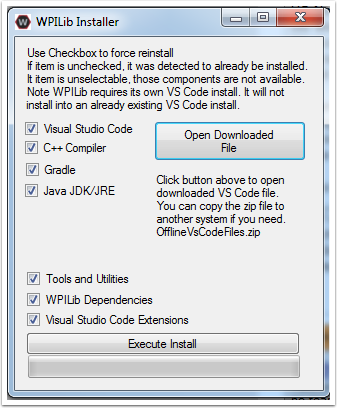 WPILib Installer
Use Checkbox to force reinstall
If item is unchecked, it was detected to already be installed.
It item is unselectable, those components are not available.
Note WPILib requires its own VS Code install. It will not
install into an already existing VS Code install.
Visual Studio Code
C++ Compiler
Gradle
Java JDK/JRE
Open Downloaded
File
Click button above to open
downloaded VS Code file.
You can copy the zip file to
another system if you need.
OfflineVsCodeFiles.zip
Tools and Utilities
WPILib Dependencies
Visual Studio Code Extensions
Execute Install